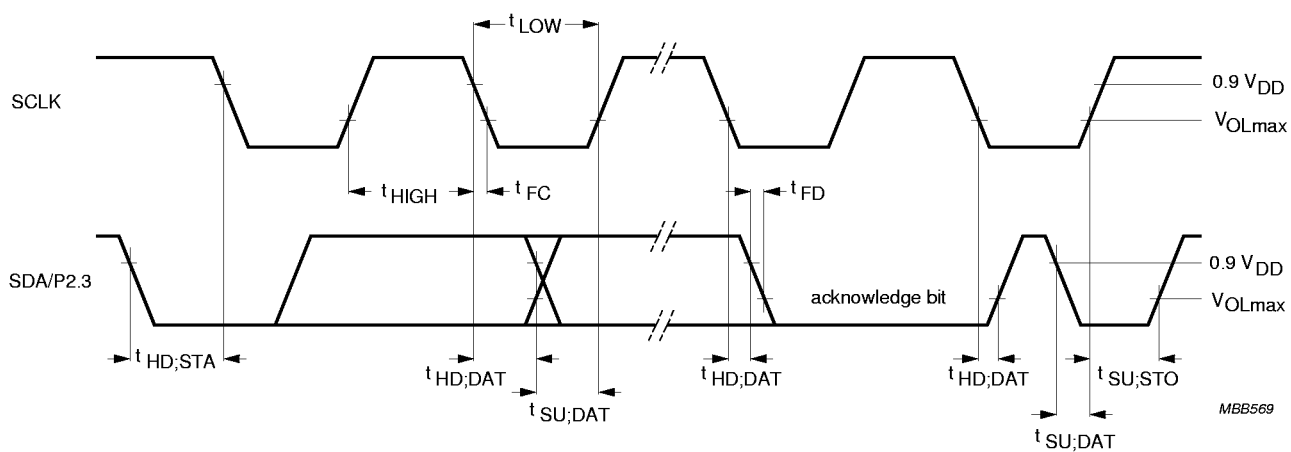 t LOW
SCLK
0.9 VDD
VOLmax
t HIGH
t FC
t FD
SDA/P2.3
0.9 VDD
acknowledge bit
VOLmax
t HD;STA
t HD;DAT
t HD;DAT
t HD;DAT
t SU;STO
t SU;DAT
MBB569
t SU;DAT